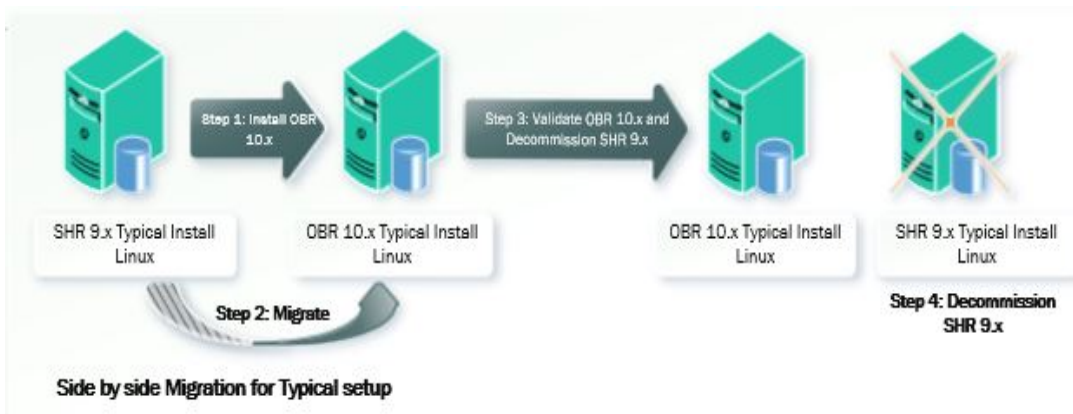 Step 1: Install OBR
10.x
Step 3: Validate OBR 10.x and
Decommission SHR 9.x
SHR 9.x Typical Install
Linux
OBR 10.x Typical Install
Linux
OBR 10.x Typical Install
Linux
SHR 9.x Typical Install
Linux
Step 2: Migrate
Step 4: Decommission
SHR 9.x
Side by side Migration for Typical setup